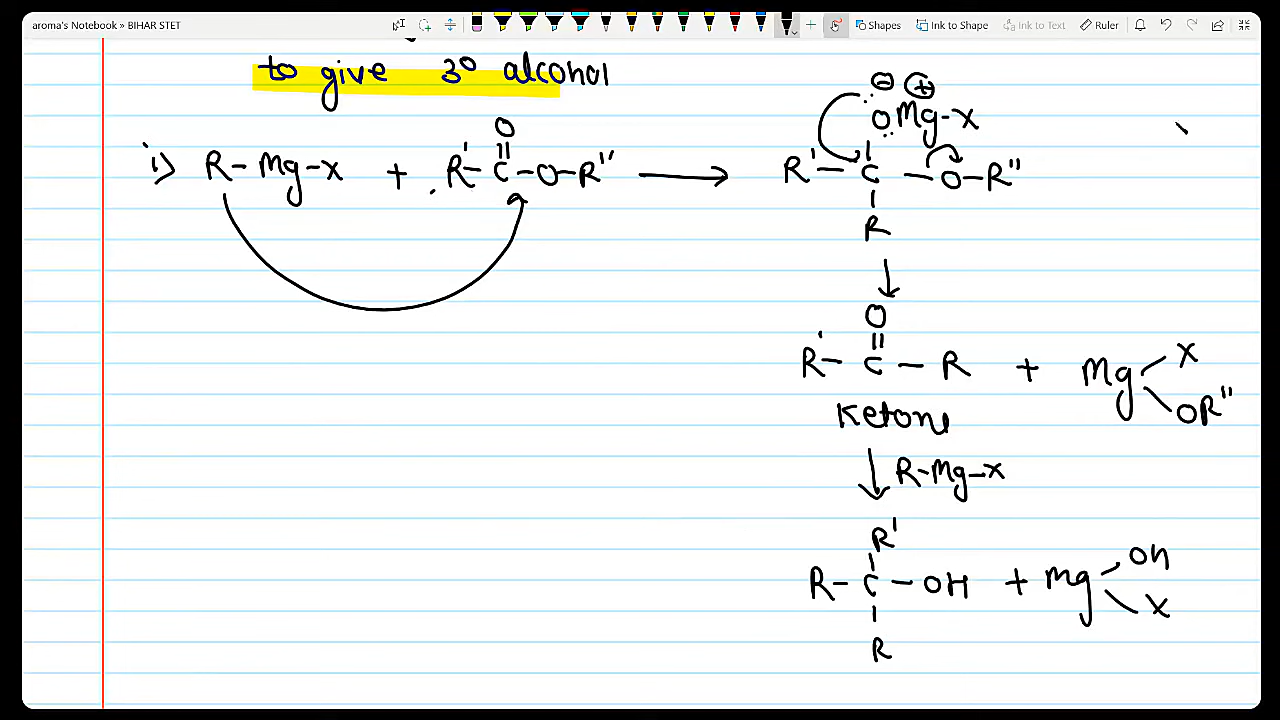 aroma's Notebook » BIHAR STET
Shapes Ink to Shape Ink to Text Ruler
to give 3° alcohol
⊖ ⊕
O
O Mg-X
i) R-Mg-X + R'-C-O-R" → R'-C-O-R"
R
O
R'-C-R + Mg X
OR"
Ketone
R-Mg-X
R'
R-C-OH + Mg OH
X
R